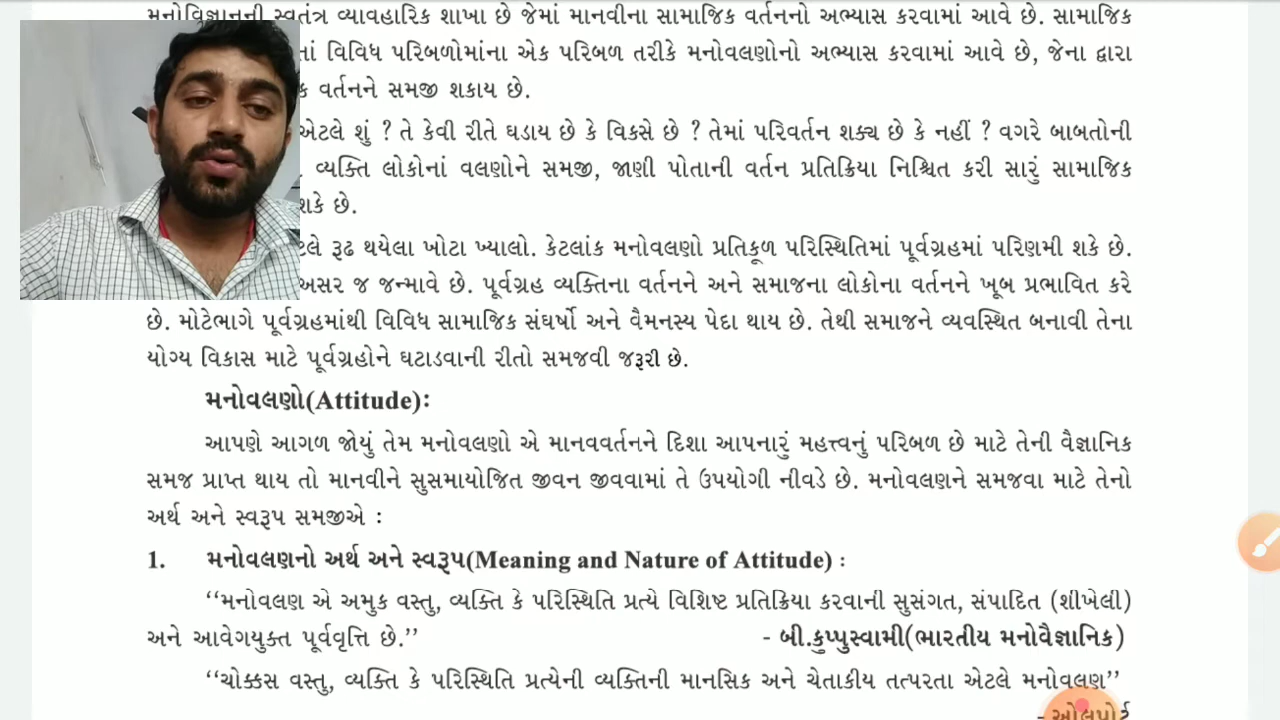 મનોવિજ્ઞાનની સ્વતંત્ર વ્યાવહારિક શાખા છે જેમાં માનવીના સામાજિક વર્તનનો અભ્યાસ કરવામાં આવે છે. સામાજિક
વિવિધ પરિબળોમાંના એક પરિબળ તરીકે મનોવલણોનો અભ્યાસ કરવામાં આવે છે, જેના દ્વારા
વર્તનને સમજી શકાય છે.
એટલે શું ? તે કેવી રીતે ઘડાય છે કે વિકસે છે ? તેમાં પરિવર્તન શક્ય છે કે નહીં ? વગેરે બાબતોની
વ્યક્તિ લોકોનાં વલણોને સમજી, જાણી પોતાની વર્તન પ્રતિક્રિયા નિશ્ચિત કરી સારું સામાજિક
શકે છે.
રૂઢ થયેલા ખોટા ખ્યાલો. કેટલાંક મનોવલણો પ્રતિકૂળ પરિસ્થિતિમાં પૂર્વગ્રહમાં પરિણમી શકે છે.
અસર જ જન્માવે છે. પૂર્વગ્રહ વ્યક્તિના વર્તનને અને સમાજના લોકોના વર્તનને ખૂબ પ્રભાવિત કરે
છે. મોટેભાગે પૂર્વગ્રહમાંથી વિવિધ સામાજિક સંઘર્ષો અને વૈમનસ્ય પેદા થાય છે. તેથી સમાજને વ્યવસ્થિત બનાવી તેના
યોગ્ય વિકાસ માટે પૂર્વગ્રહોને ઘટાડવાની રીતો સમજવી જરૂરી છે.
મનોવલણો(Attitude):
આપણે આગળ જોયું તેમ મનોવલણો એ માનવવર્તનને દિશા આપનારું મહત્ત્વનું પરિબળ છે માટે તેની વૈજ્ઞાનિક
સમજ પ્રાપ્ત થાય તો માનવીને સુસમાયોજિત જીવન જીવવામાં તે ઉપયોગી નીવડે છે. મનોવલણને સમજવા માટે તેનો
અર્થ અને સ્વરૂપ સમજીએ :
1. મનોવલણનો અર્થ અને સ્વરૂપ(Meaning and Nature of Attitude) :
‘‘મનોવલણ એ અમુક વસ્તુ, વ્યક્તિ કે પરિસ્થિતિ પ્રત્યે વિશિષ્ટ પ્રતિક્રિયા કરવાની સુસંગત, સંપાદિત (શીખેલી)
અને આવેગયુક્ત પૂર્વવૃત્તિ છે.’’ - બી.કુપ્પુસ્વામી(ભારતીય મનોવૈજ્ઞાનિક)
‘‘ચોક્કસ વસ્તુ, વ્યક્તિ કે પરિસ્થિતિ પ્રત્યેની વ્યક્તિની માનસિક અને ચેતાકીય તત્પરતા એટલે મનોવલણ’’
- ઓલપોર્ટ